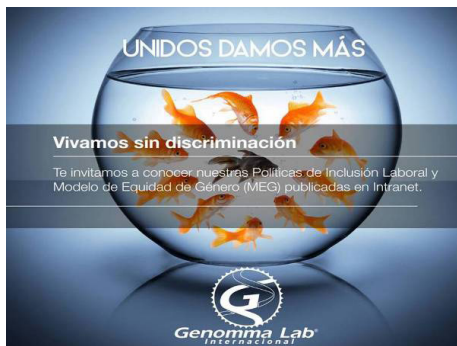 UNIDOS DAMOS MÁS
Vivamos sin discriminación
Te invitamos a conocer nuestras Políticas de Inclusión Laboral y
Modelo de Equidad de Género (MEG) publicadas en Intranet.
Genomma Lab
Internacional